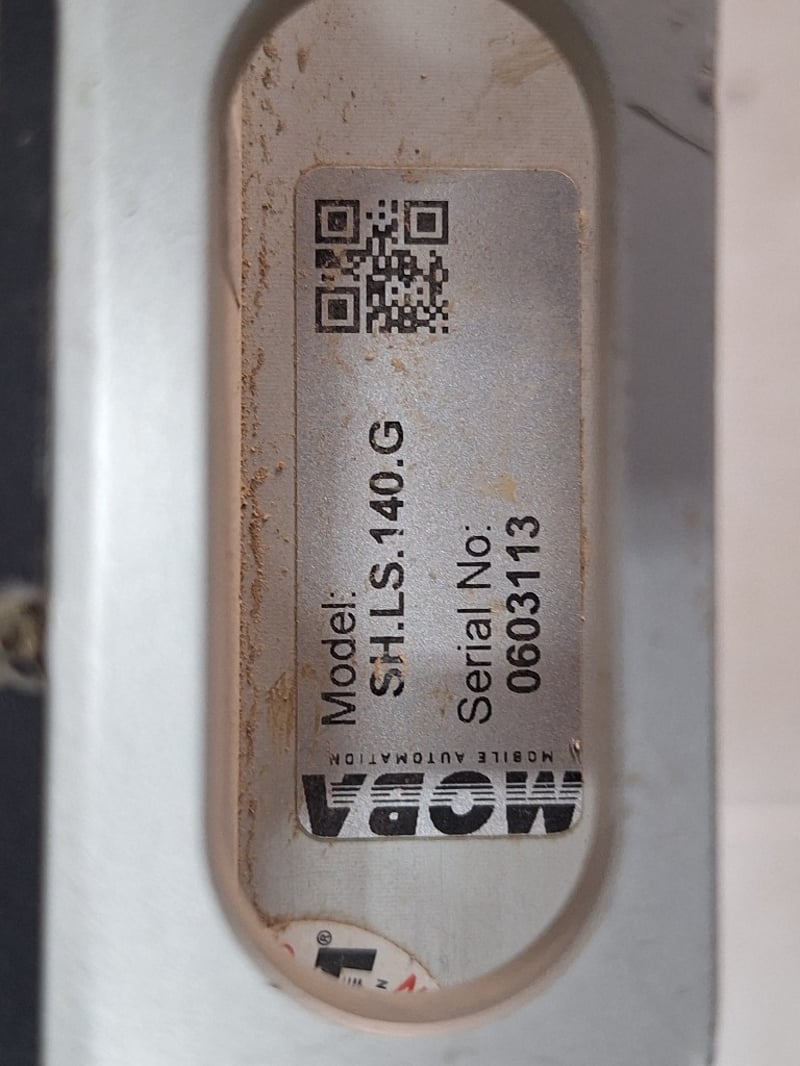 Model:
SH.LS.140.G
Serial No:
0603113
MOBA
MOBILE AUTOMATION